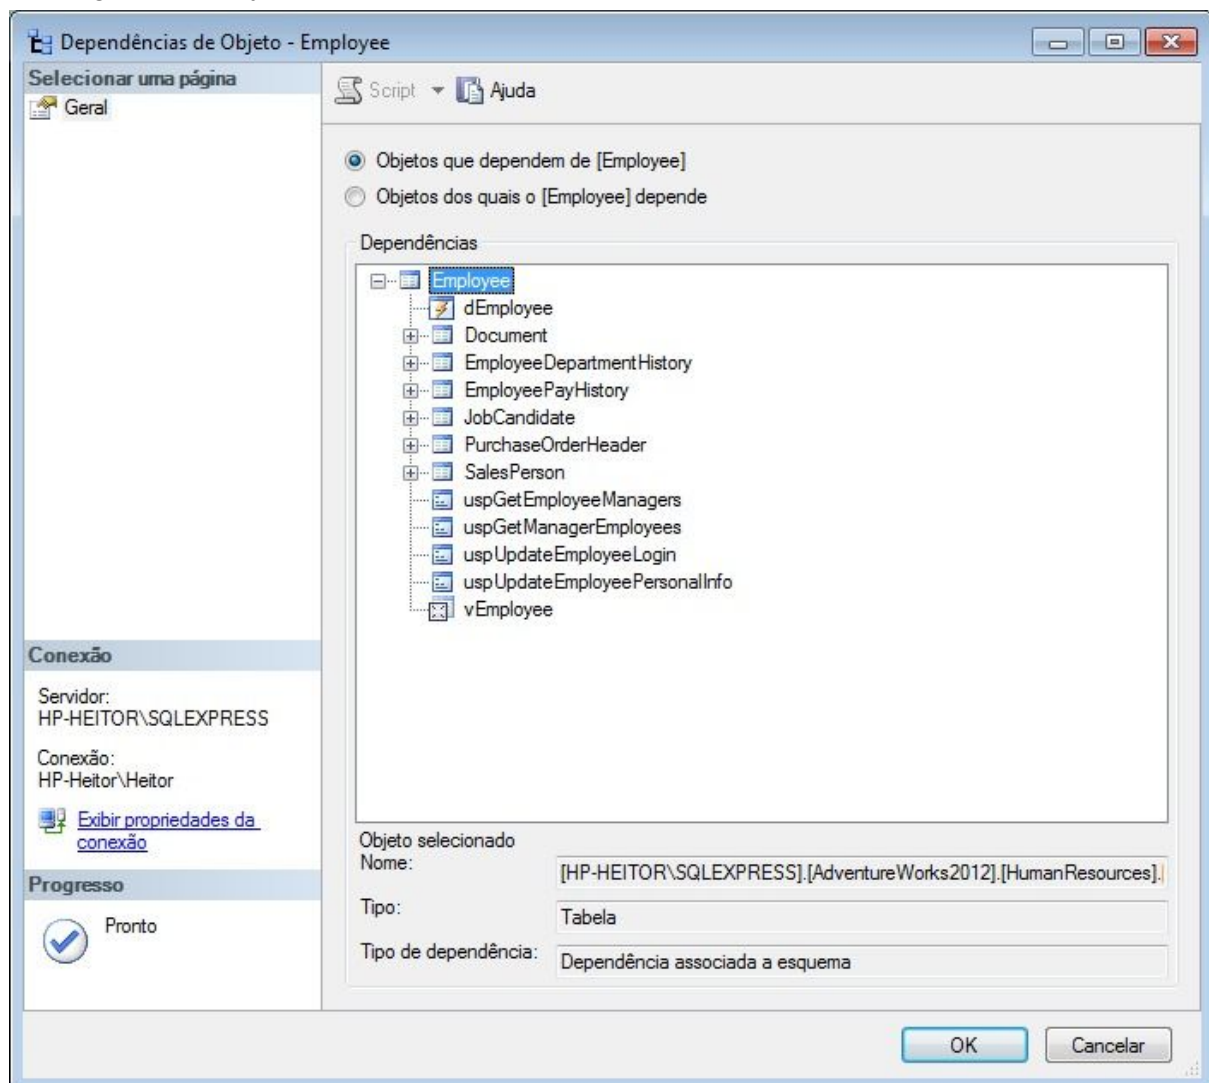 Dependências de Objeto - Employee
Selecionar uma página
Geral
Script
Ajuda
Objetos que dependem de [Employee]
Objetos dos quais o [Employee] depende
Dependências
Employee
dEmployee
Document
EmployeeDepartmentHistory
EmployeePayHistory
JobCandidate
PurchaseOrderHeader
SalesPerson
uspGetEmployeeManagers
uspGetManagerEmployees
uspUpdateEmployeeLogin
uspUpdateEmployeePersonalInfo
vEmployee
Conexão
Servidor:
HP-HEITOR\SQLEXPRESS
Conexão:
HP-Heitor\Heitor
Exibir propriedades da
conexão
Progresso
Pronto
Objeto selecionado
Nome:
[HP-HEITOR\SQLEXPRESS].[AdventureWorks2012].[HumanResources].
Tipo:
Tabela
Tipo de dependência:
Dependência associada a esquema
OK
Cancelar